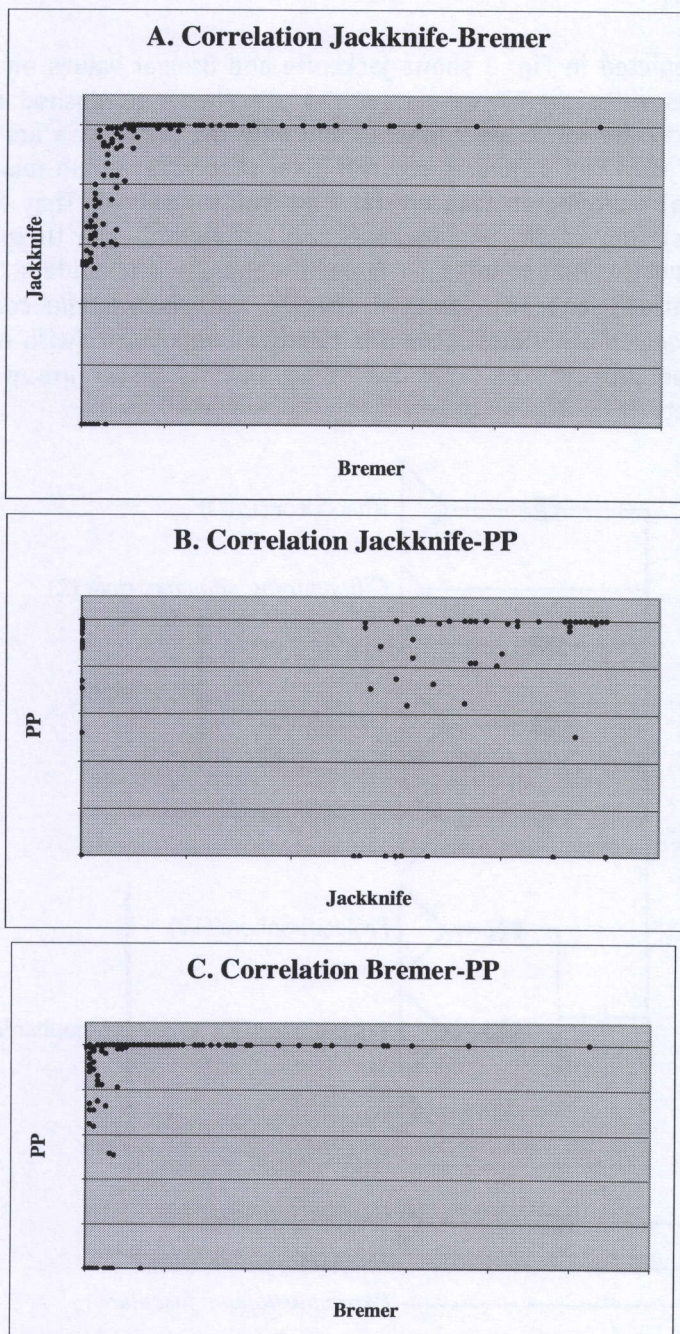 A. Correlation Jackknife-Bremer
Jackknife
Bremer
B. Correlation Jackknife-PP
PP
Jackknife
C. Correlation Bremer-PP
PP
Bremer